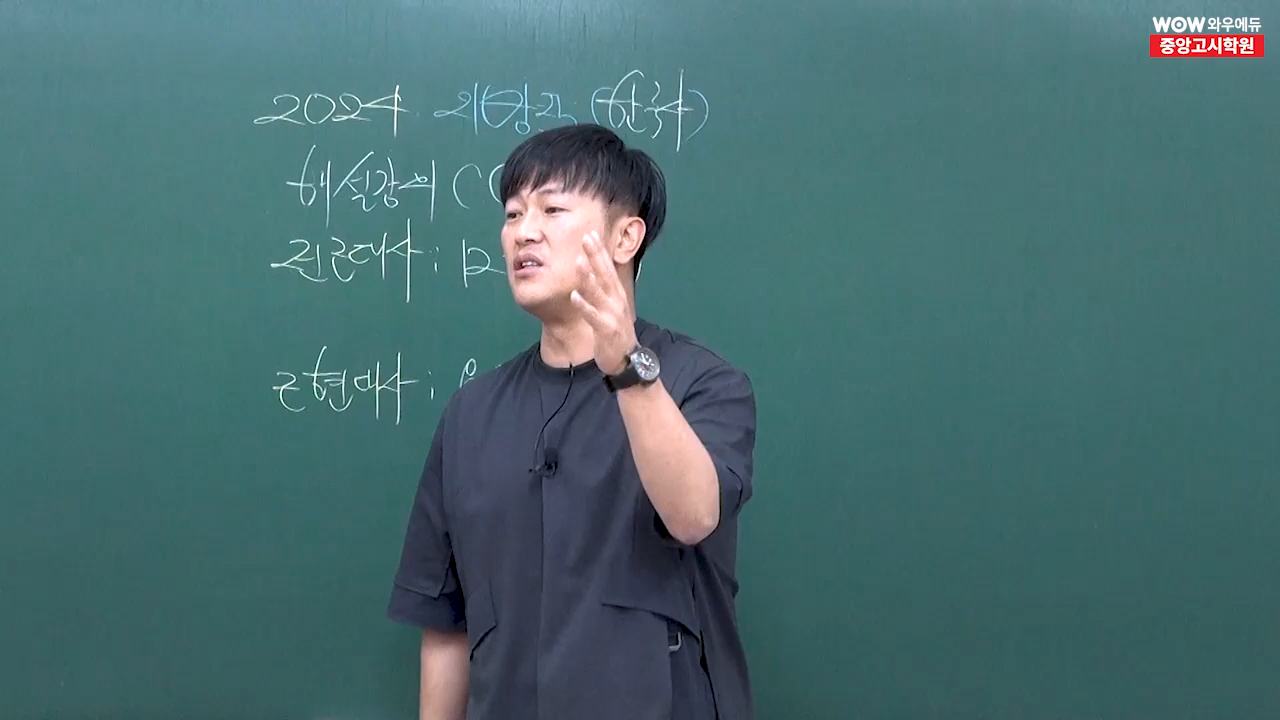 WOW 와우에듀
중앙고시학원
2024. 지방직 (한국사)
해설강의 (
전근대사 : 12
근현대사 :